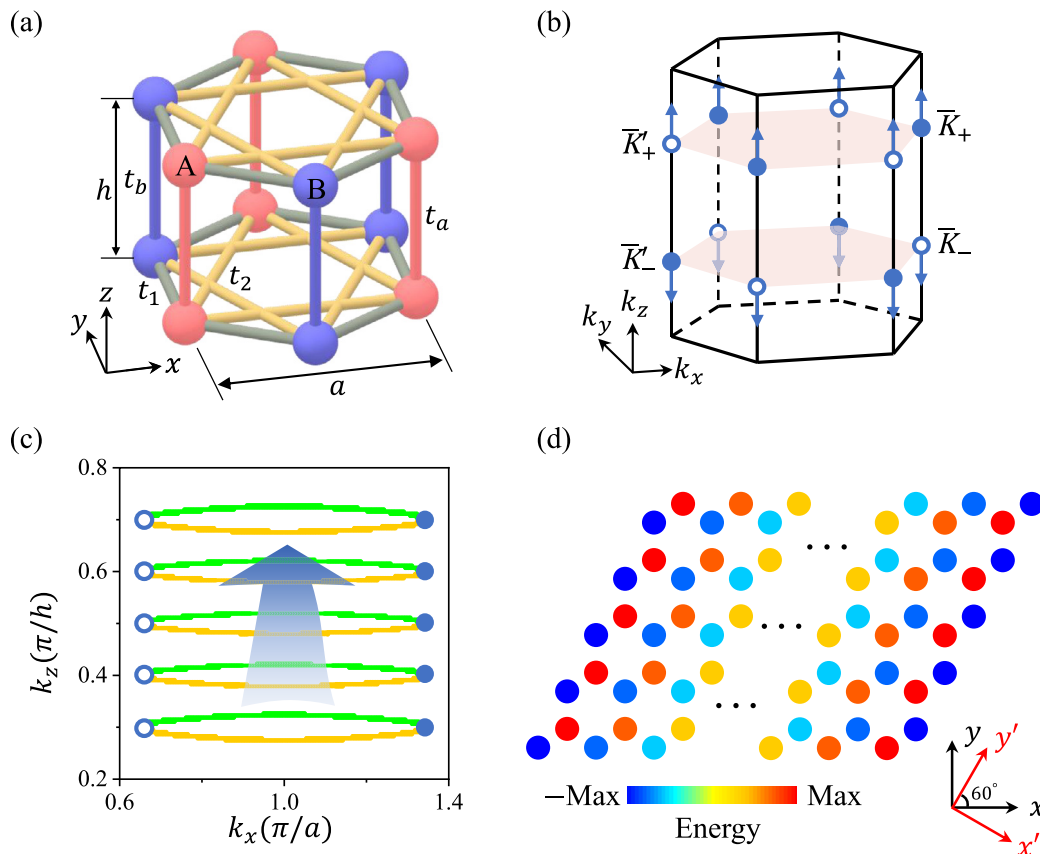 (a)
A
B
h
t_b
t_a
t_1
t_2
z
y
x
a
(b)
K̅′₊
K̅₊
K̅′₋
K̅₋
k_z
k_y
k_x
(c)
0.8
0.6
0.4
0.2
k_z(π/h)
0.6
1.0
1.4
k_x(π/a)
(d)
...
...
...
−Max
Max
Energy
y
y'
60°
x
x'